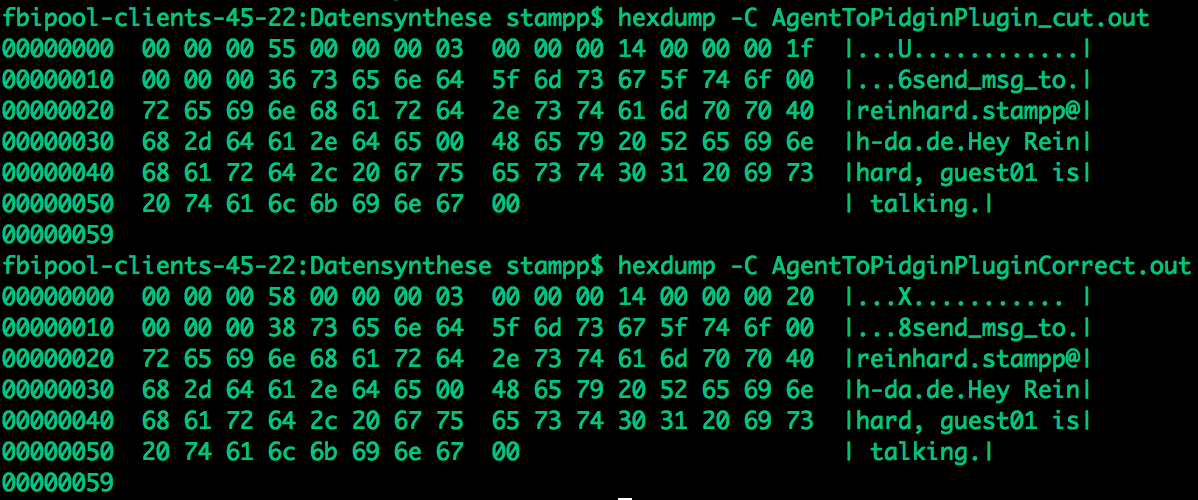 fbipool-clients-45-22:Datensynthese stampp$ hexdump -C AgentToPidginPlugin_cut.out
00000000  00 00 00 55 00 00 00 03  00 00 00 14 00 00 00 1f  |...U............|
00000010  00 00 00 36 73 65 6e 64  5f 6d 73 67 5f 74 6f 00  |...6send_msg_to.|
00000020  72 65 69 6e 68 61 72 64  2e 73 74 61 6d 70 70 40  |reinhard.stampp@|
00000030  68 2d 64 61 2e 64 65 00  48 65 79 20 52 65 69 6e  |h-da.de.Hey Rein|
00000040  68 61 72 64 2c 20 67 75  65 73 74 30 31 20 69 73  |hard, guest01 is|
00000050  20 74 61 6c 6b 69 6e 67  00                       | talking.|
00000059
fbipool-clients-45-22:Datensynthese stampp$ hexdump -C AgentToPidginPluginCorrect.out
00000000  00 00 00 58 00 00 00 03  00 00 00 14 00 00 00 20  |...X........... |
00000010  00 00 00 38 73 65 6e 64  5f 6d 73 67 5f 74 6f 00  |...8send_msg_to.|
00000020  72 65 69 6e 68 61 72 64  2e 73 74 61 6d 70 70 40  |reinhard.stampp@|
00000030  68 2d 64 61 2e 64 65 00  48 65 79 20 52 65 69 6e  |h-da.de.Hey Rein|
00000040  68 61 72 64 2c 20 67 75  65 73 74 30 31 20 69 73  |hard, guest01 is|
00000050  20 74 61 6c 6b 69 6e 67  00                       | talking.|
00000059